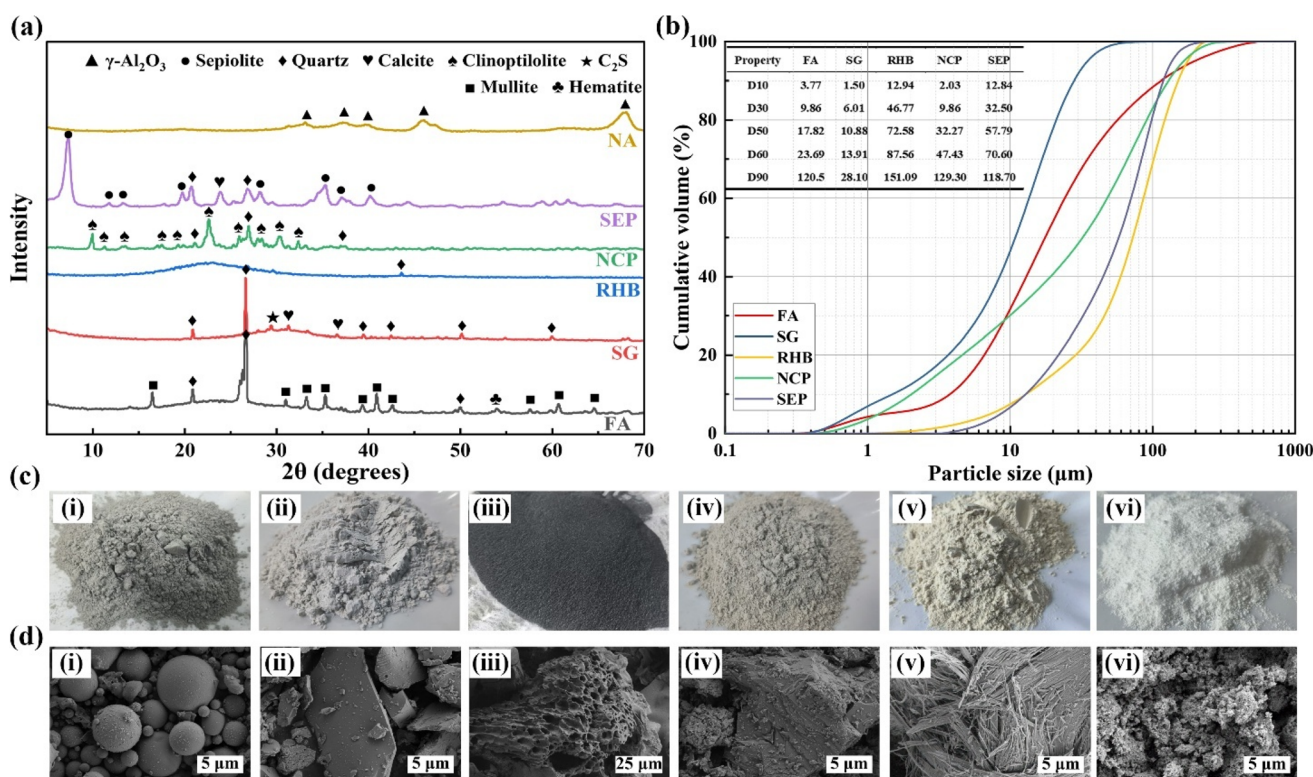 (a)
▲ γ-Al₂O₃ ● Sepiolite ♦ Quartz ♥ Calcite ♠ Clinoptilolite ★ C₂S
■ Mullite ♣ Hematite
NA
SEP
NCP
RHB
SG
FA
Intensity
10 20 30 40 50 60 70
2θ (degrees)
(b)
Property FA SG RHB NCP SEP
D10 3.77 1.50 12.94 2.03 12.84
D30 9.86 6.01 46.77 9.86 32.50
D50 17.82 10.88 72.58 32.27 57.79
D60 23.69 13.91 87.56 47.43 70.60
D90 120.5 28.10 151.09 129.30 118.70
FA
SG
RHB
NCP
SEP
Cumulative volume (%)
100
80
60
40
20
0
0.1 1 10 100 1000
Particle size (μm)
(c)
(i) (ii) (iii) (iv) (v) (vi)
(d)
(i) (ii) (iii) (iv) (v) (vi)
5 μm 5 μm 25 μm 5 μm 5 μm 5 μm